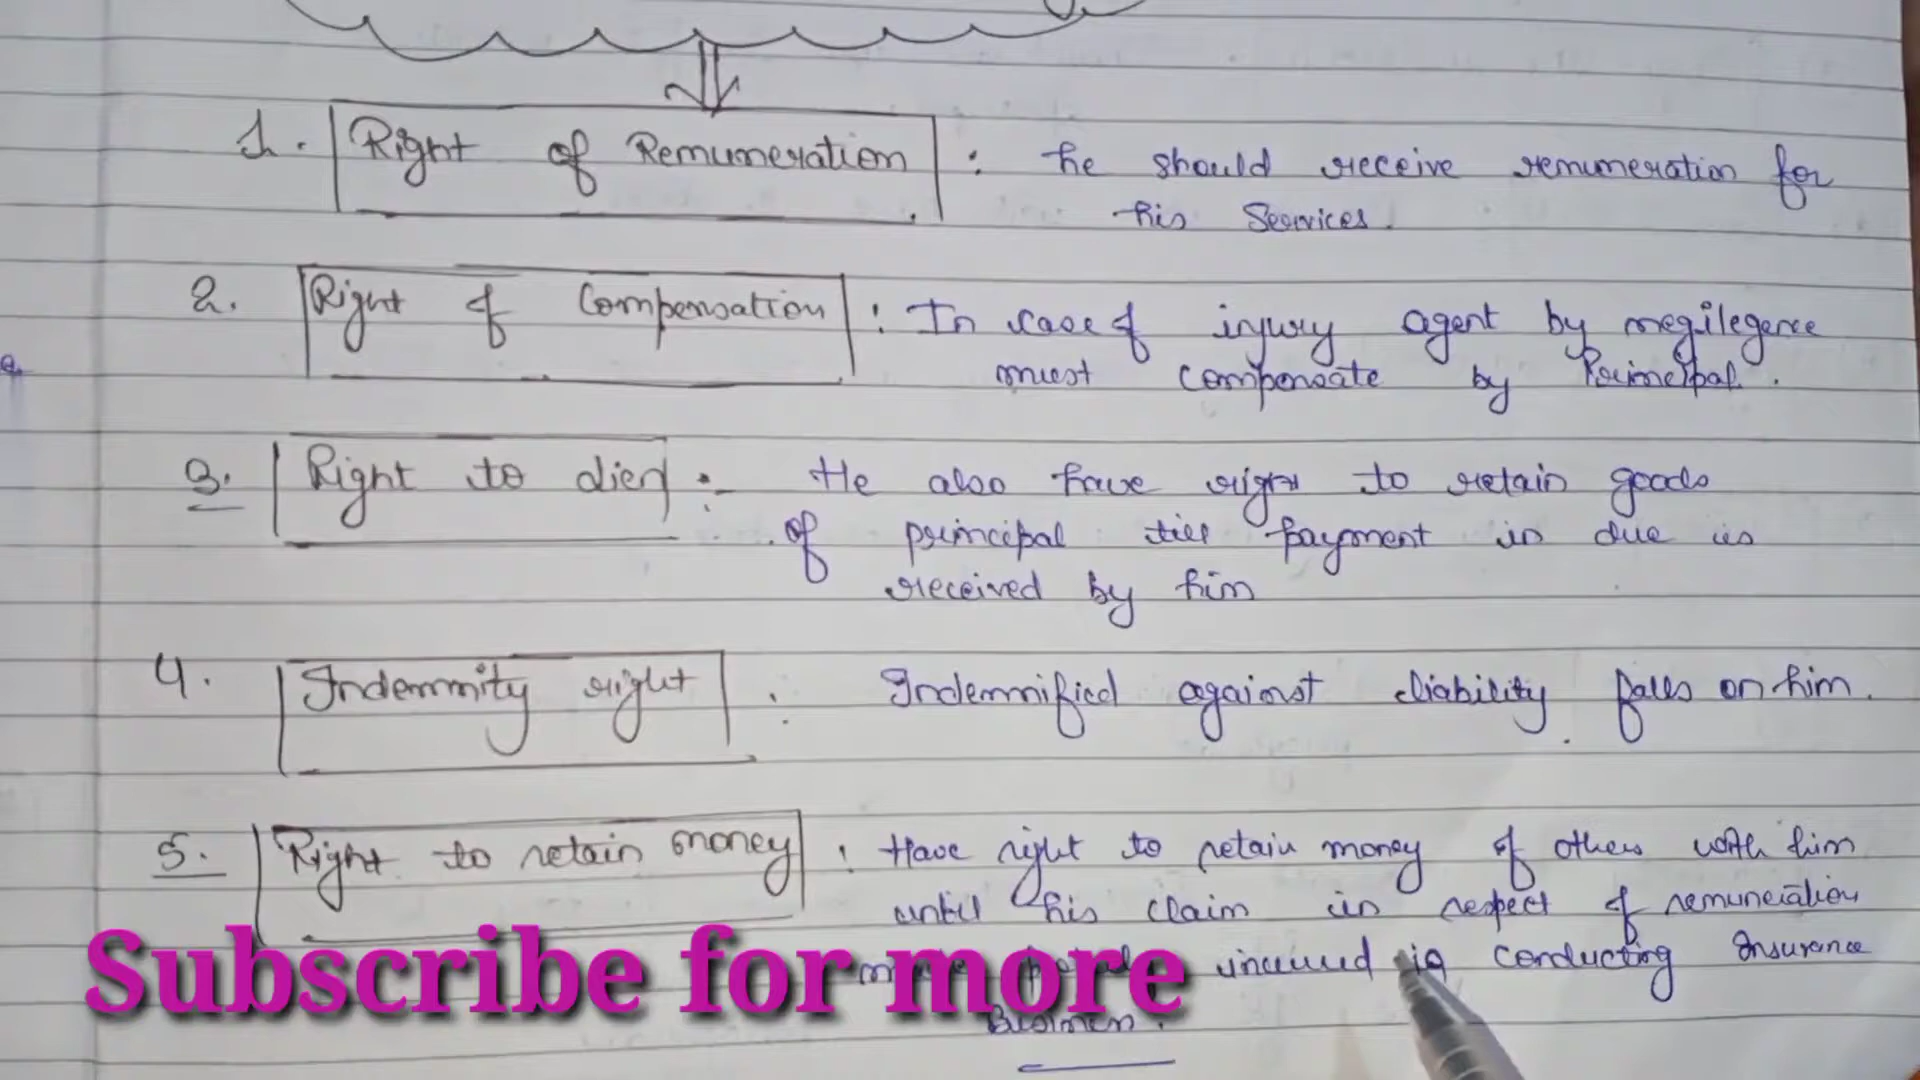 1. Right of Remuneration : he should receive remuneration for
his Services.
2. Right of Compensation : In case of injury agent by negilegence
must compensate by Principal.
3. Right to lien :- He also have right to retain goods
of principal till payment in due is
received by him
4. Indemnity right : Indemnified against liability falls on him.
5. Right to retain money : Have right to retain money of others with him
until his claim in respect of remuneration
incurred in conducting Insurance
Business.
Subscribe for more